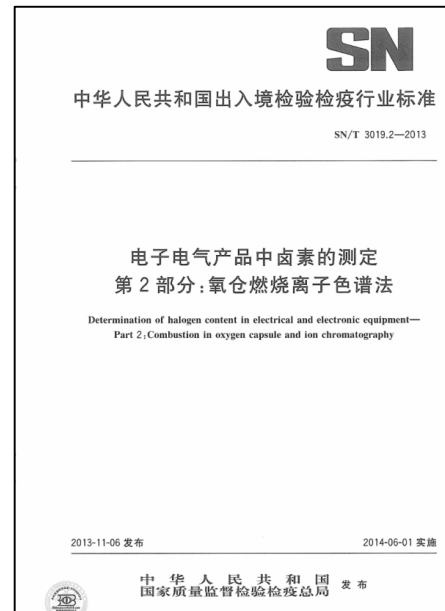 SN
中华人民共和国出入境检验检疫行业标准
SN/T 3019.2—2013
电子电气产品中卤素的测定
第2部分:氧仓燃烧离子色谱法
Determination of halogen content in electrical and electronic equipment—
Part 2:Combustion in oxygen capsule and ion chromatography
2013-11-06 发布
2014-06-01 实施
中华人民共和国
国家质量监督检验检疫总局 发布